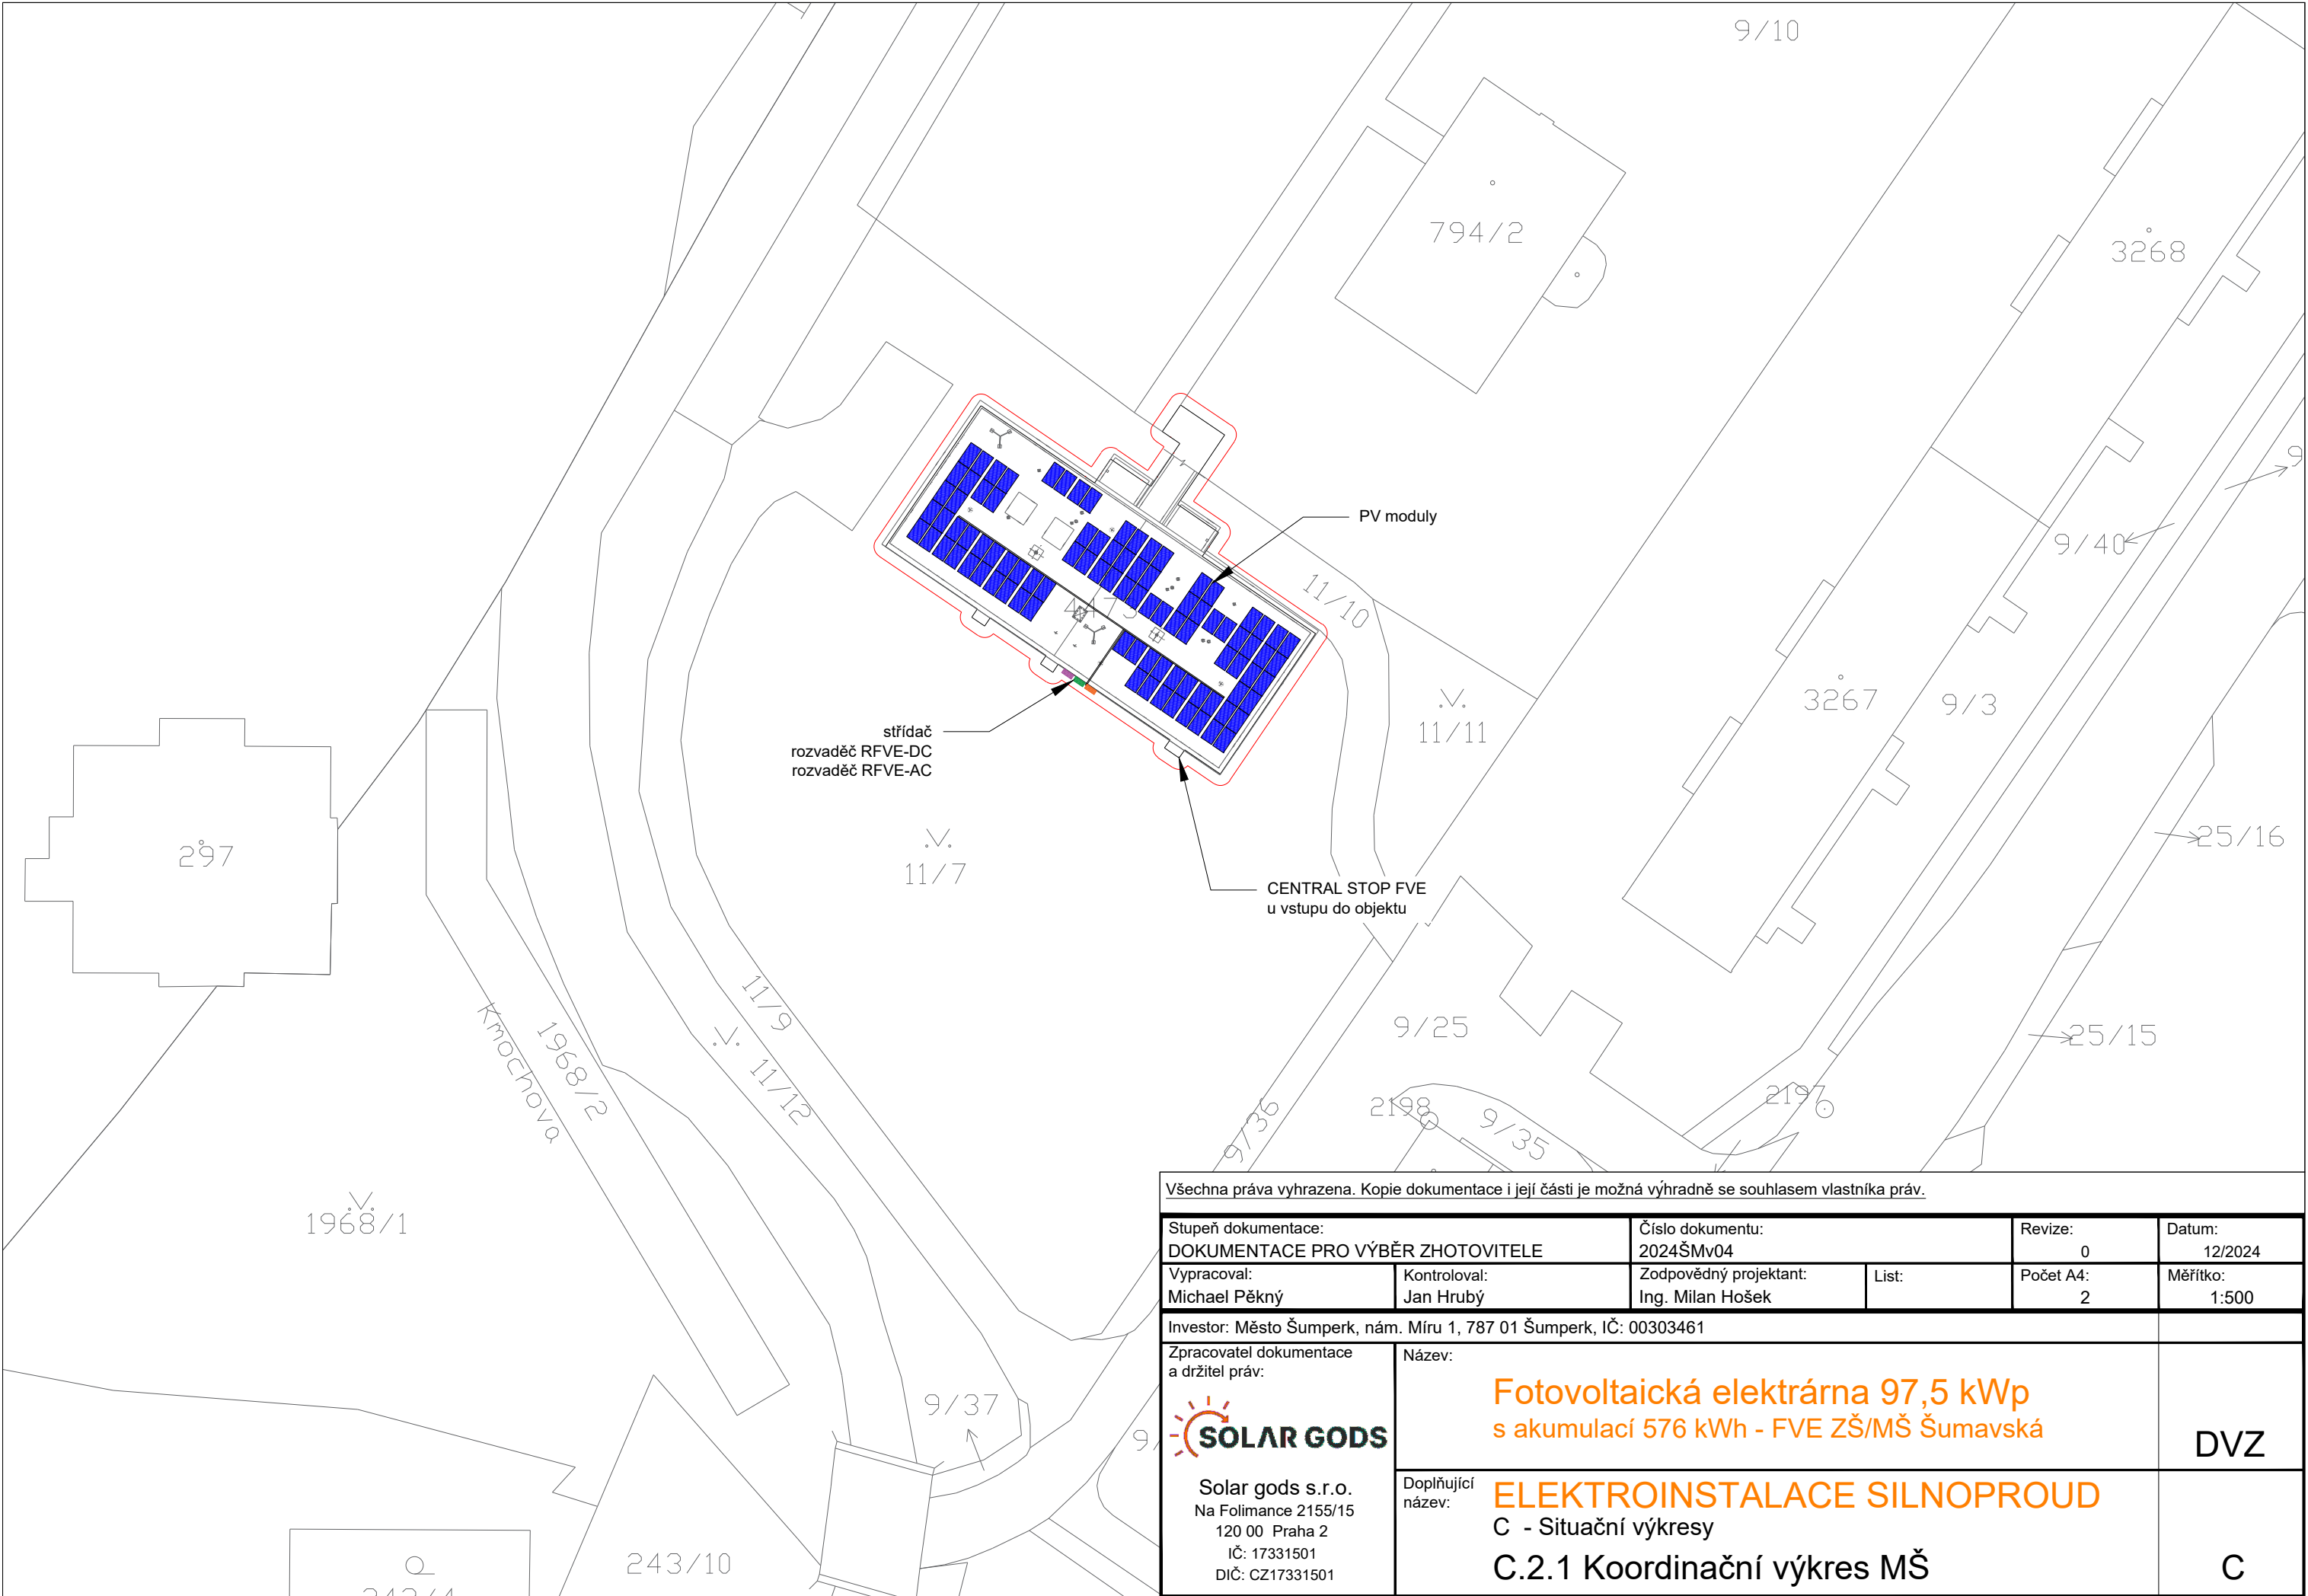 9/10
794/2
3268
9/40
PV moduly
11/10
11/11
3267
9/3
střídač
rozvaděč RFVE-DC
rozvaděč RFVE-AC
297
11/7
25/16
CENTRAL STOP FVE
u vstupu do objektu
11/9
9/25
25/15
Kmochova
1968/2
11/12
9/36
2198
9/35
2197
1968/1
9/37
243/10
Všechna práva vyhrazena. Kopie dokumentace i její části je možná výhradně se souhlasem vlastníka práv.
Stupeň dokumentace:
DOKUMENTACE PRO VÝBĚR ZHOTOVITELE
Číslo dokumentu:
2024ŠMv04
Revize:
0
Datum:
12/2024
Vypracoval:
Michael Pěkný
Kontroloval:
Jan Hrubý
Zodpovědný projektant:
Ing. Milan Hošek
List:
Počet A4:
2
Měřítko:
1:500
Investor: Město Šumperk, nám. Míru 1, 787 01 Šumperk, IČ: 00303461
Zpracovatel dokumentace
a držitel práv:
SOLAR GODS
Solar gods s.r.o.
Na Folimance 2155/15
120 00 Praha 2
IČ: 17331501
DIČ: CZ17331501
Název:
Fotovoltaická elektrárna 97,5 kWp
s akumulací 576 kWh - FVE ZŠ/MŠ Šumavská
DVZ
Doplňující
název:
ELEKTROINSTALACE SILNOPROUD
C - Situační výkresy
C.2.1 Koordinační výkres MŠ
C